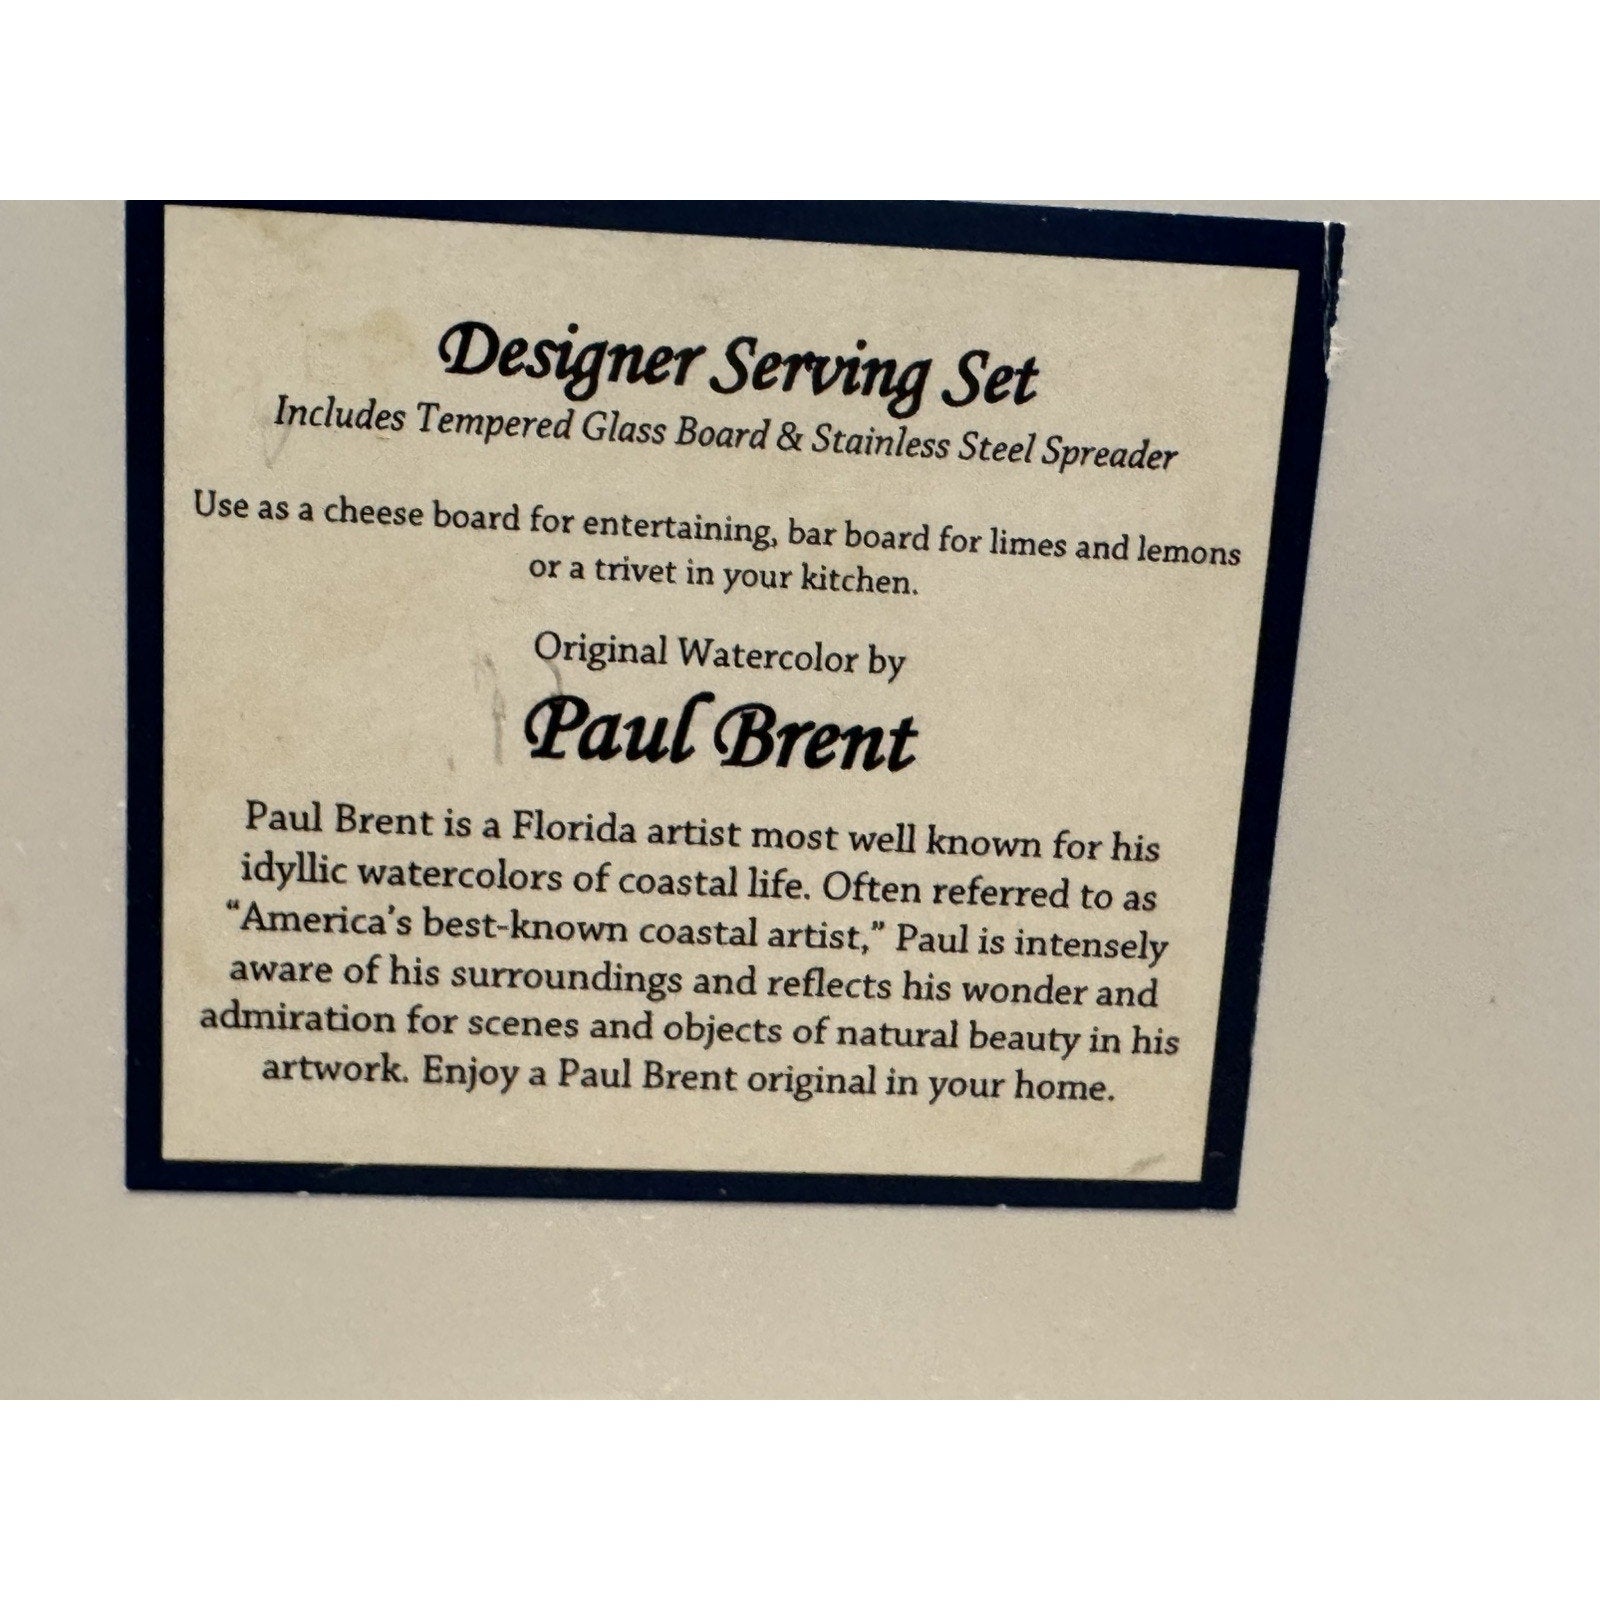 Designer Serving Set
Includes Tempered Glass Board & Stainless Steel Spreader
Use as a cheese board for entertaining, bar board for limes and lemons
or a trivet in your kitchen.
Original Watercolor by
Paul Brent
Paul Brent is a Florida artist most well known for his
idyllic watercolors of coastal life. Often referred to as
“America’s best-known coastal artist,” Paul is intensely
aware of his surroundings and reflects his wonder and
admiration for scenes and objects of natural beauty in his
artwork. Enjoy a Paul Brent original in your home.